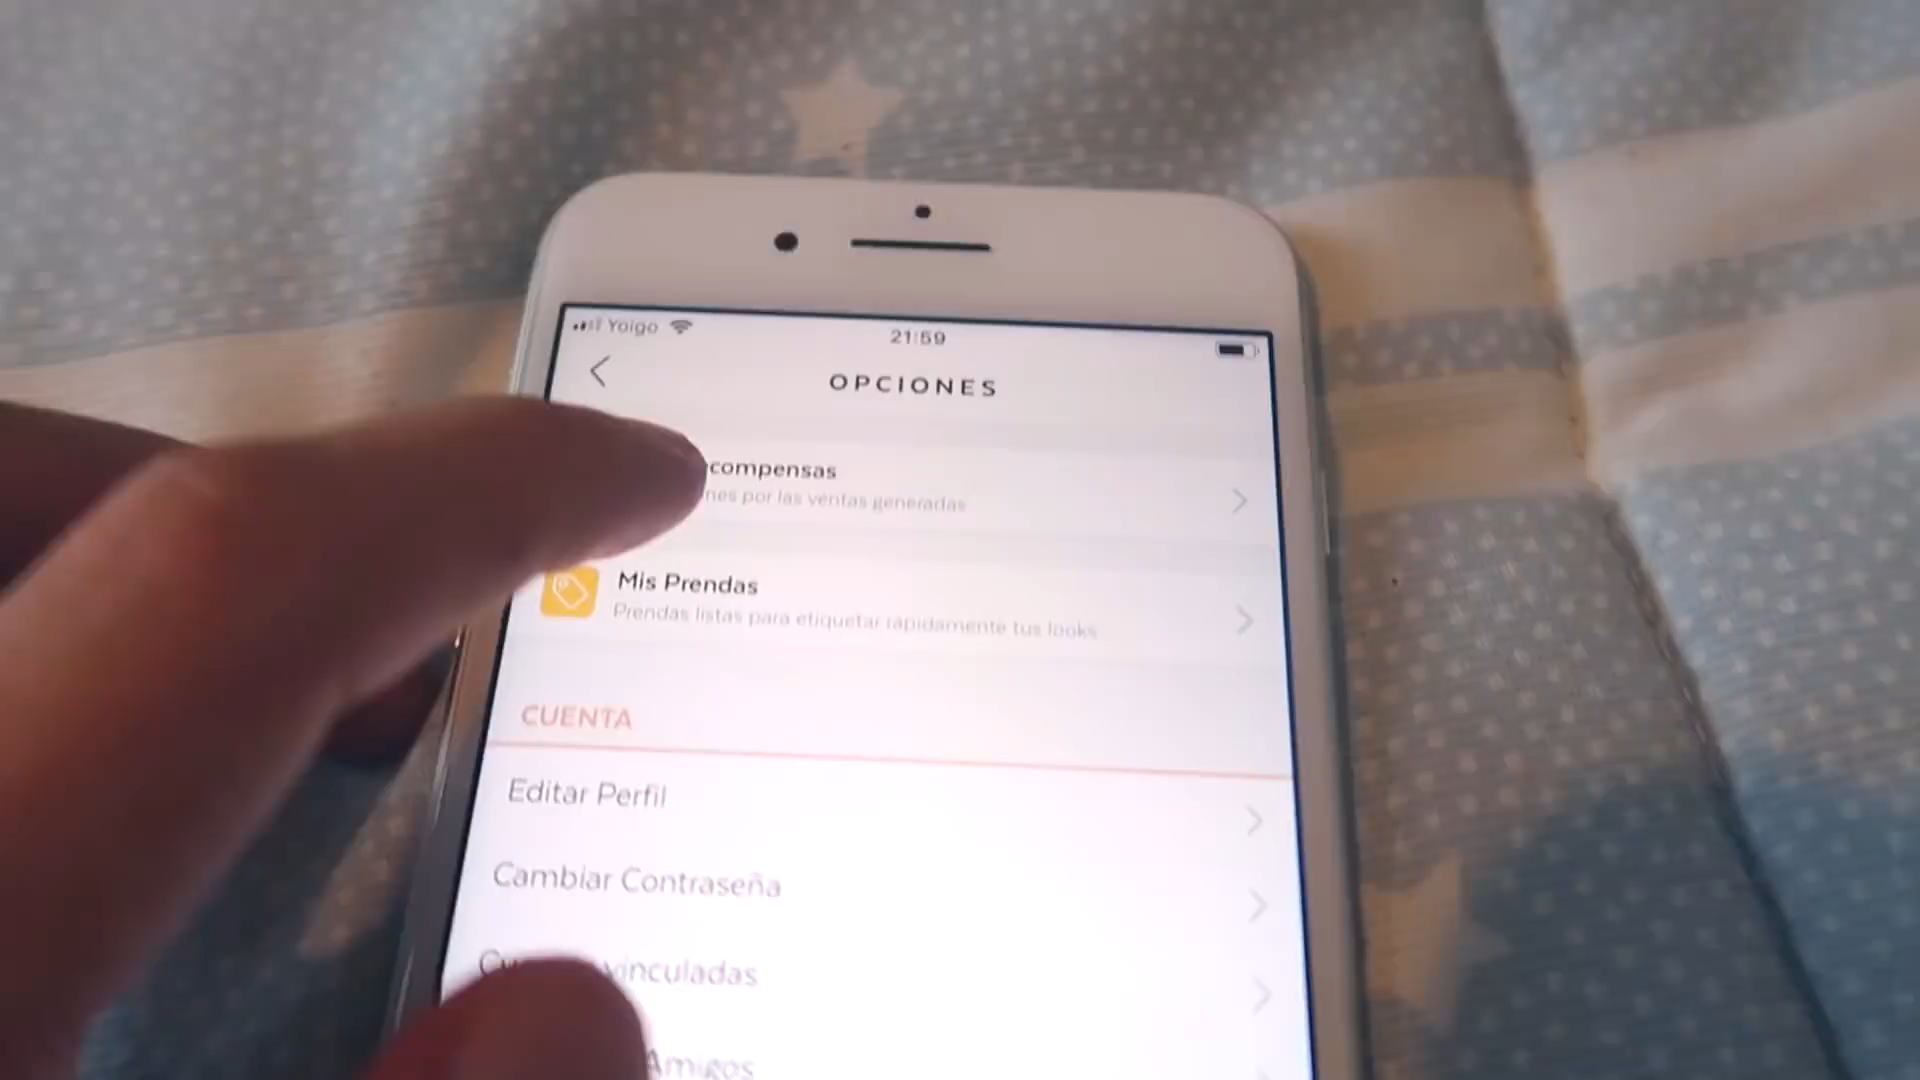 Yoigo
21:59
OPCIONES
compensas
nes por las ventas generadas
Mis Prendas
Prendas listas para etiquetar rápidamente tus looks
CUENTA
Editar Perfil
Cambiar Contraseña
vinculadas
Amigos